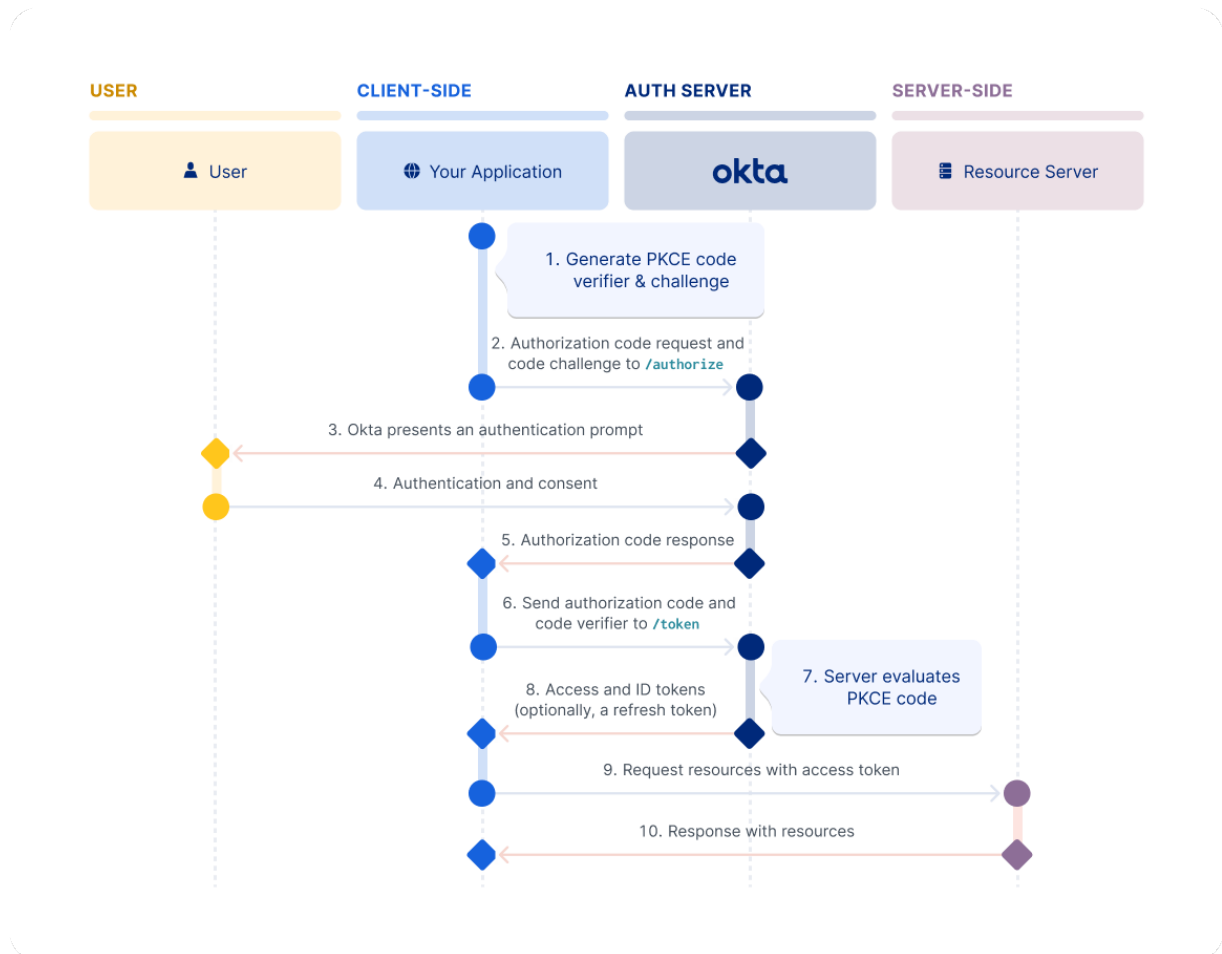 USER
CLIENT-SIDE
AUTH SERVER
SERVER-SIDE
User
Your Application
okta
Resource Server
1. Generate PKCE code
verifier & challenge
2. Authorization code request and
code challenge to /authorize
3. Okta presents an authentication prompt
4. Authentication and consent
5. Authorization code response
6. Send authorization code and
code verifier to /token
7. Server evaluates
PKCE code
8. Access and ID tokens
(optionally, a refresh token)
9. Request resources with access token
10. Response with resources